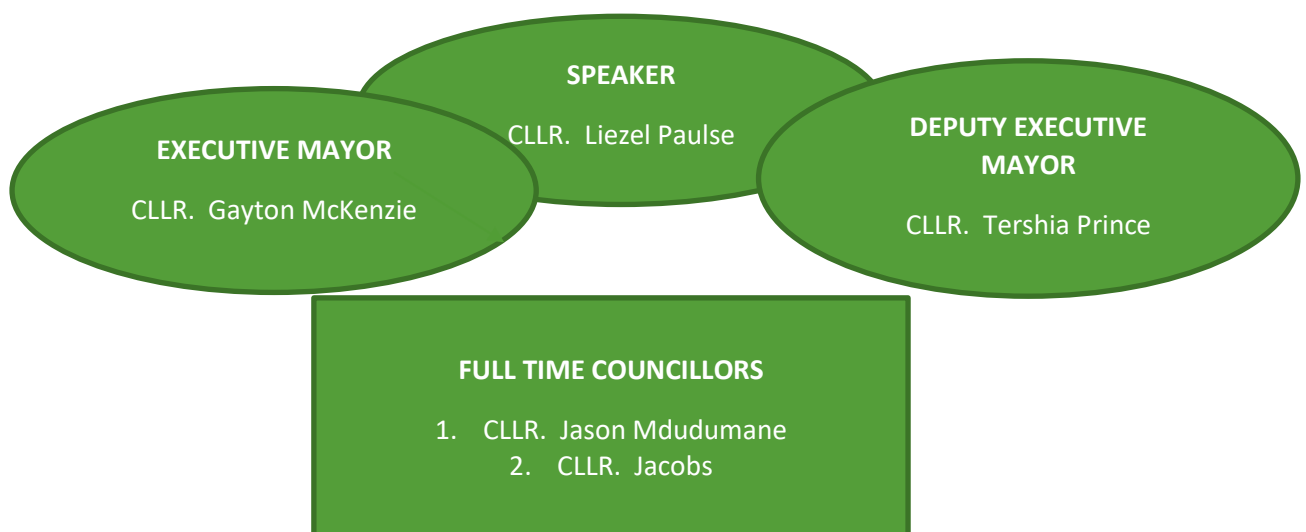 SPEAKER
CLLR.  Liezel Paulse
EXECUTIVE MAYOR
CLLR.  Gayton McKenzie
DEPUTY EXECUTIVE
MAYOR
CLLR.  Tershia Prince
FULL TIME COUNCILLORS
1. CLLR.  Jason Mdudumane
2. CLLR.  Jacobs